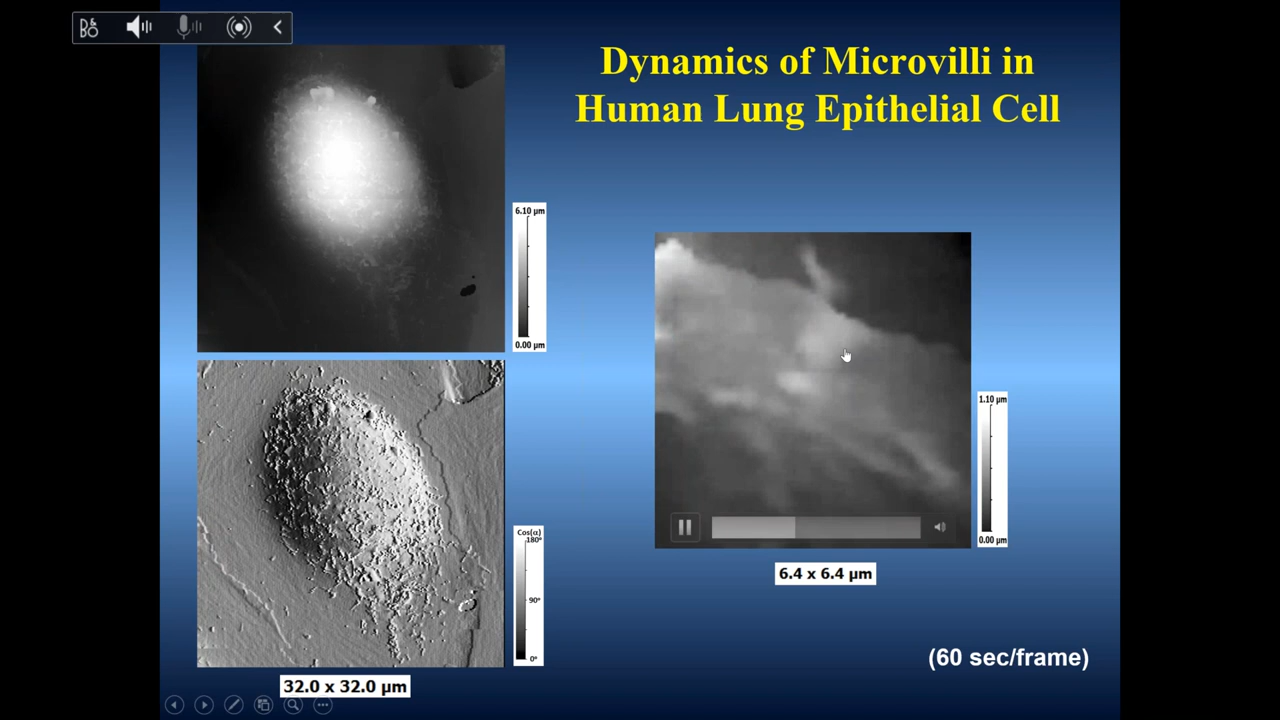 B&O
Dynamics of Microvilli in
Human Lung Epithelial Cell
6.10 µm
0.00 µm
Cos(α)
180°
90°
0°
32.0 x 32.0 µm
1.10 µm
0.00 µm
6.4 x 6.4 µm
(60 sec/frame)